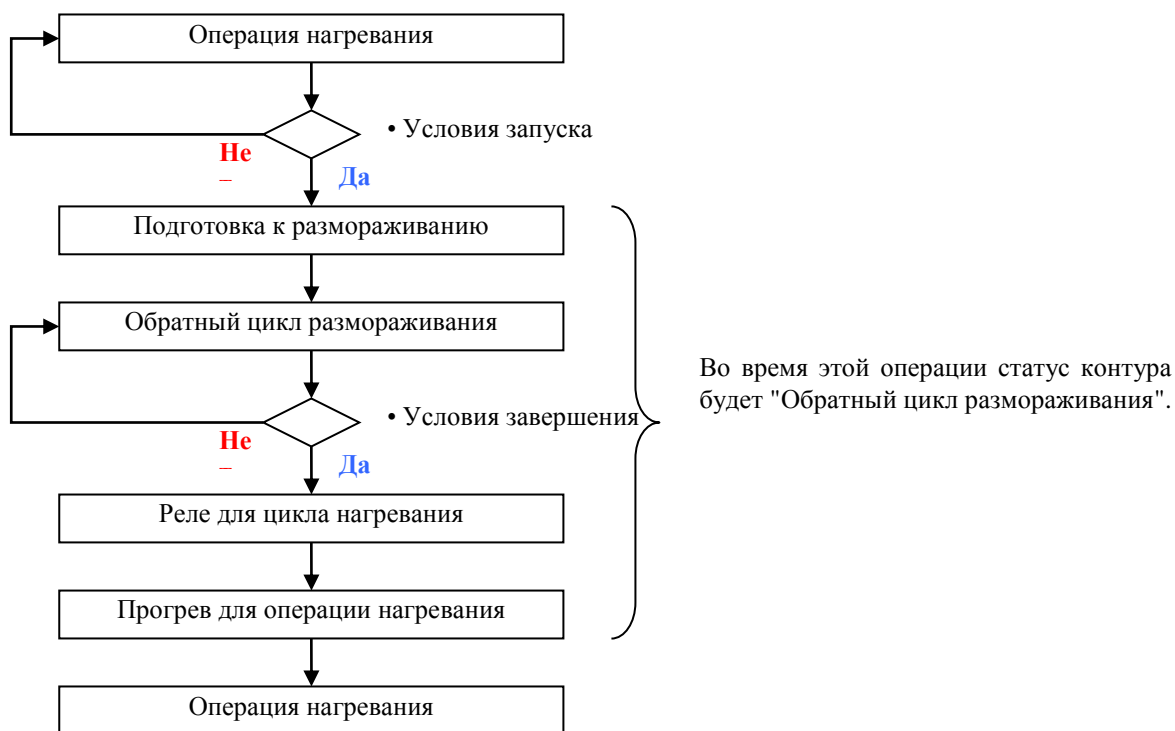 Операция нагревания
• Условия запуска
Не
–
Да
Подготовка к размораживанию
Обратный цикл размораживания
Во время этой операции статус контура
будет "Обратный цикл размораживания".
• Условия завершения
Не
–
Да
Реле для цикла нагревания
Прогрев для операции нагревания
Операция нагревания